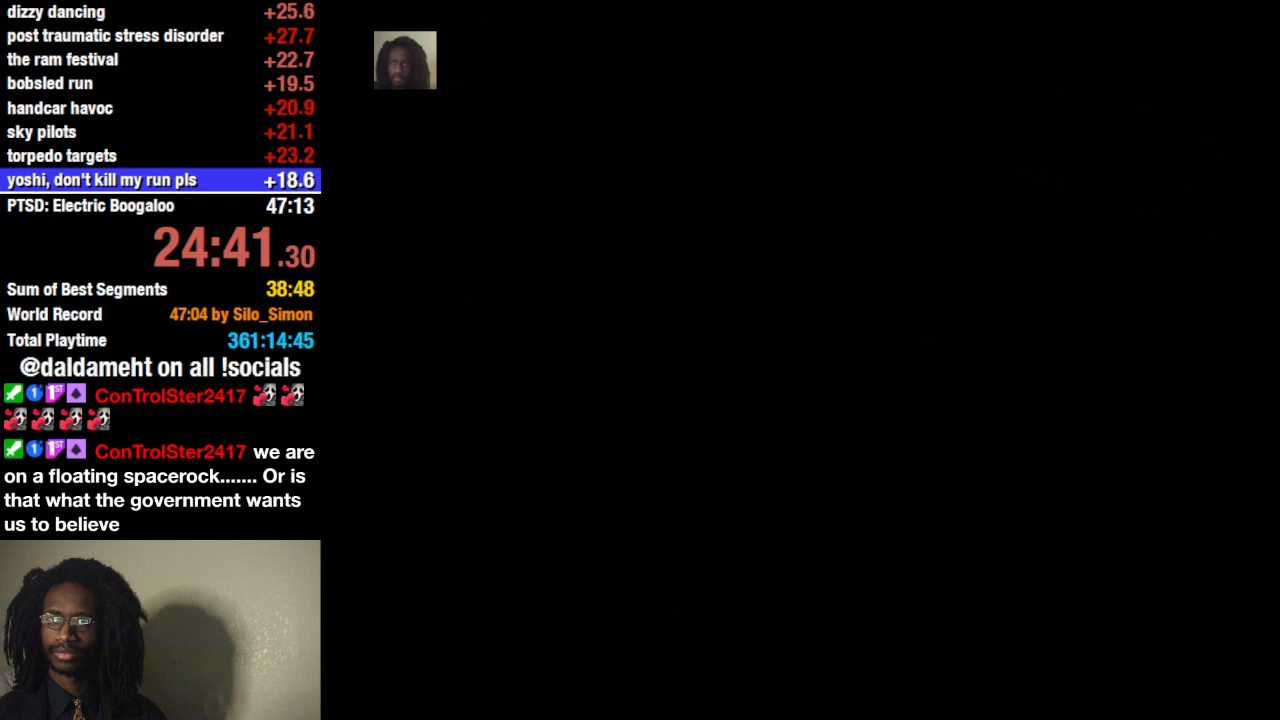 dizzy dancing +25.6
post traumatic stress disorder +27.7
the ram festival +22.7
bobsled run +19.5
handcar havoc +20.9
sky pilots +21.1
torpedo targets +23.2
yoshi, don't kill my run pls +18.6
PTSD: Electric Boogaloo 47:13
24:41.30
Sum of Best Segments 38:48
World Record 47:04 by Silo_Simon
Total Playtime 361:14:45
@daldameht on all !socials
1 1ST ConTrolSter2417
1 1ST ConTrolSter2417 we are
on a floating spacerock....... Or is
that what the government wants
us to believe